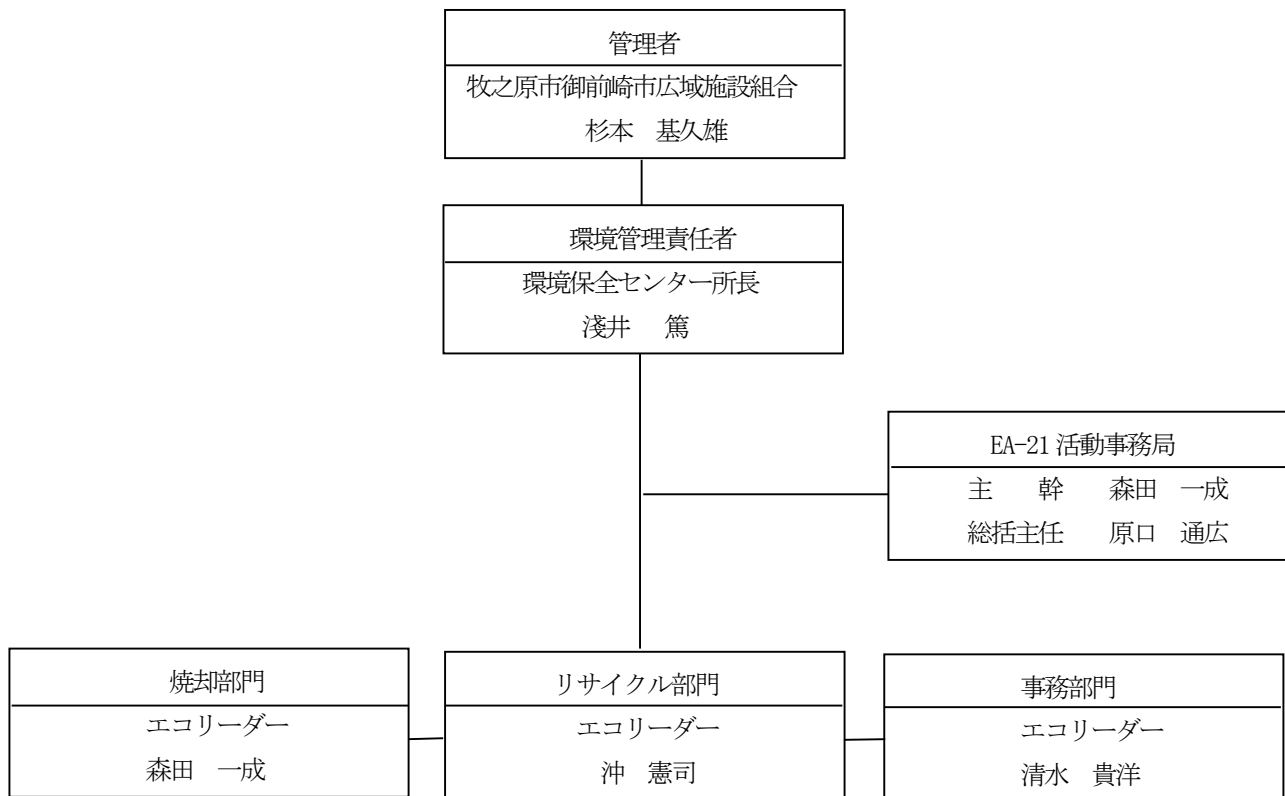 管理者
牧之原市御前崎市広域施設組合
杉本　基久雄
環境管理責任者
環境保全センター所長
淺井　篤
EA-21 活動事務局
主　幹　森田　一成
総括主任　原口　通広
焼却部門
エコリーダー
森田　一成
リサイクル部門
エコリーダー
沖　憲司
事務部門
エコリーダー
清水　貴洋